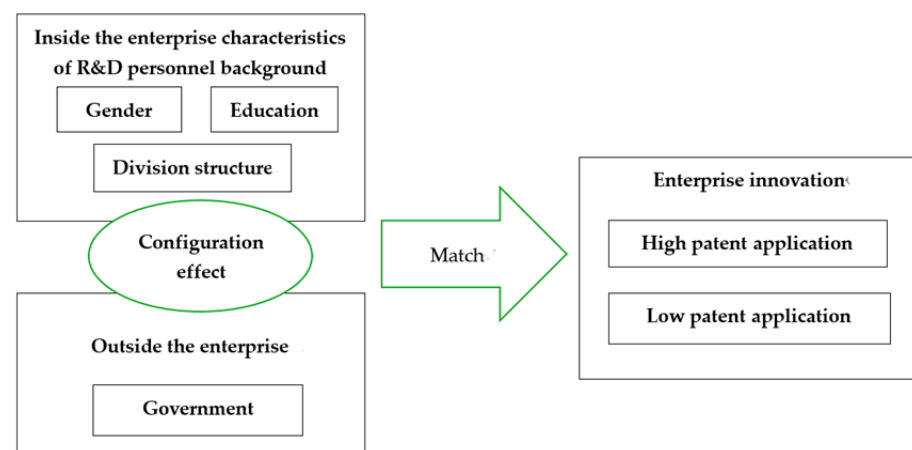 Inside the enterprise characteristics
of R&D personnel background
Gender
Education
Division structure
Configuration
effect
Outside the enterprise
Government
Match
Enterprise innovation
High patent application
Low patent application